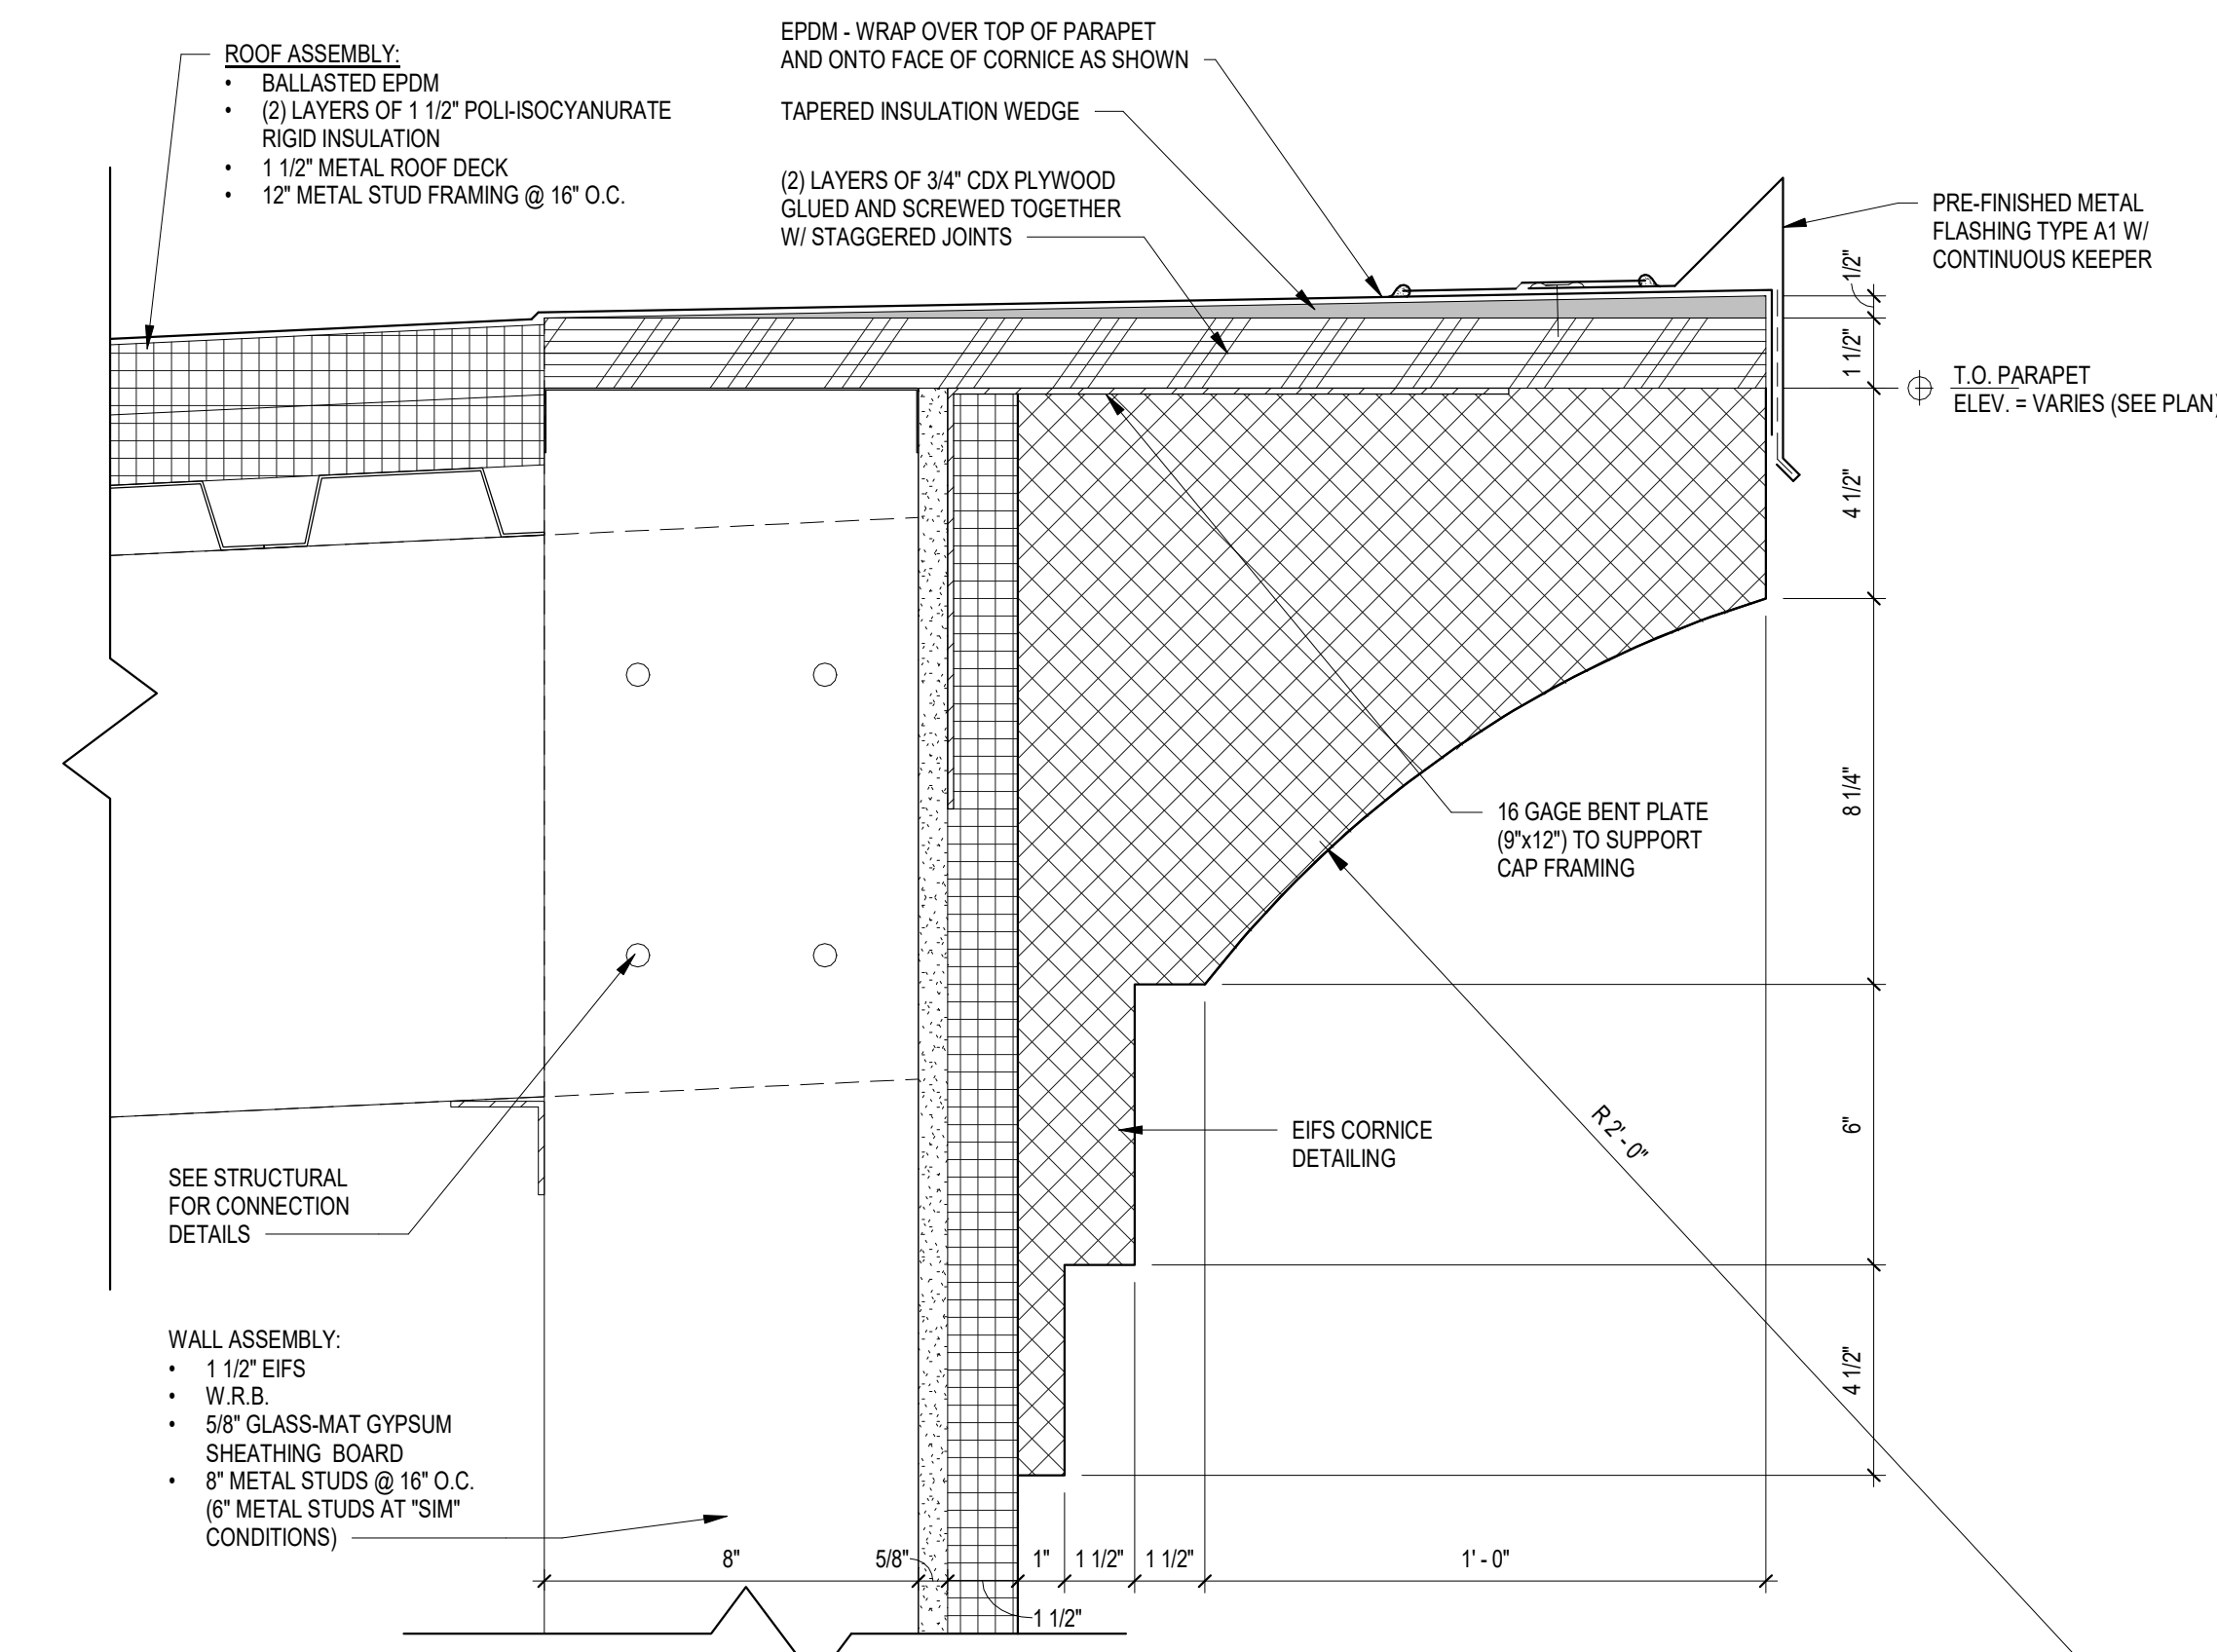 ROOF ASSEMBLY:
• BALLASTED EPDM
• (2) LAYERS OF 1 1/2" POLI-ISOCYANURATE
RIGID INSULATION
• 1 1/2" METAL ROOF DECK
• 12" METAL STUD FRAMING @ 16" O.C.
EPDM - WRAP OVER TOP OF PARAPET
AND ONTO FACE OF CORNICE AS SHOWN
TAPERED INSULATION WEDGE
(2) LAYERS OF 3/4" CDX PLYWOOD
GLUED AND SCREWED TOGETHER
W/ STAGGERED JOINTS
PRE-FINISHED METAL
FLASHING TYPE A1 W/
CONTINUOUS KEEPER
1/2"
1 1/2"
T.O. PARAPET
ELEV. = VARIES (SEE PLAN)
4 1/2"
8 1/4"
16 GAGE BENT PLATE
(9"x12") TO SUPPORT
CAP FRAMING
EIFS CORNICE
DETAILING
R 2' - 0"
6"
4 1/2"
SEE STRUCTURAL
FOR CONNECTION
DETAILS
WALL ASSEMBLY:
• 1 1/2" EIFS
• W.R.B.
• 5/8" GLASS-MAT GYPSUM
SHEATHING BOARD
• 8" METAL STUDS @ 16" O.C.
(6" METAL STUDS AT "SIM"
CONDITIONS)
8"
5/8"
1"
1 1/2"
1 1/2"
1' - 0"
1 1/2"